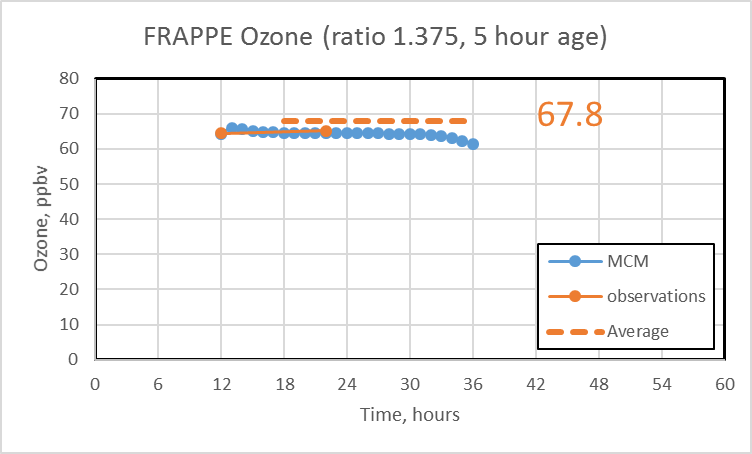 FRAPPE Ozone (ratio 1.375, 5 hour age)
80
70
60
50
40
30
20
10
0
Ozone, ppbv
67.8
MCM
observations
Average
0 6 12 18 24 30 36 42 48 54 60
Time, hours